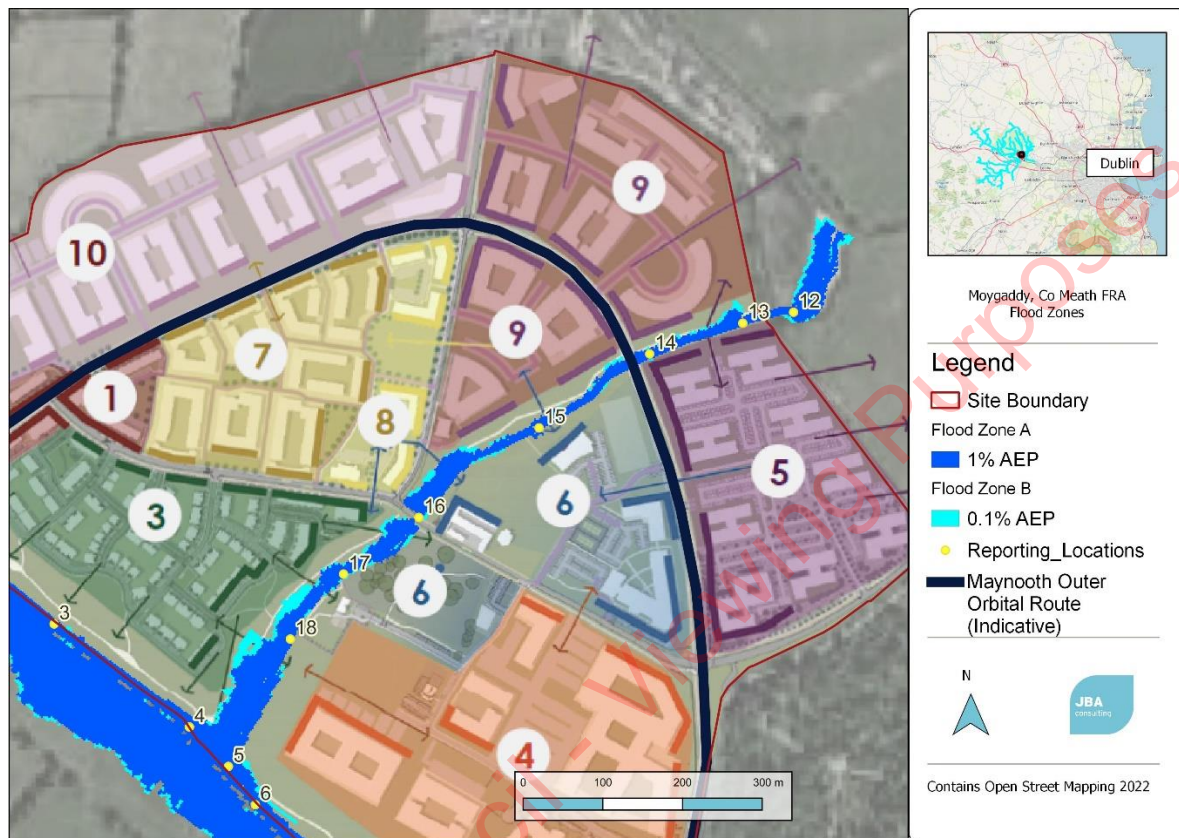 10
9
9
7
1
8
3
5
6
6
4
12
13
14
15
16
17
18
3
4
5
6
0 100 200 300 m
Dublin
Moygaddy, Co Meath FRA
Flood Zones
Legend
Site Boundary
Flood Zone A
1% AEP
Flood Zone B
0.1% AEP
Reporting_Locations
Maynooth Outer
Orbital Route
(Indicative)
N
JBA
consulting
Contains Open Street Mapping 2022
Viewing Purposes